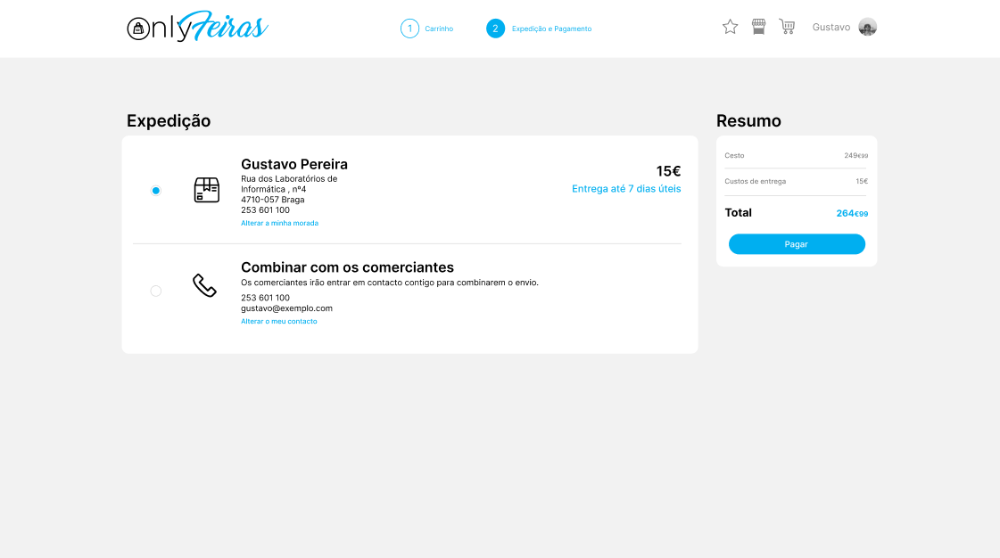 OnlyFeiras
1 Carrinho
2 Expedição e Pagamento
Gustavo
Expedição
Gustavo Pereira
Rua dos Laboratórios de
Informática , nº4
4710-057 Braga
253 601 100
Alterar a minha morada
15€
Entrega até 7 dias úteis
Combinar com os comerciantes
Os comerciantes irão entrar em contacto contigo para combinarem o envio.
253 601 100
gustavo@exemplo.com
Alterar o meu contacto
Resumo
Cesto 249€99
Custos de entrega 15€
Total 264€99
Pagar